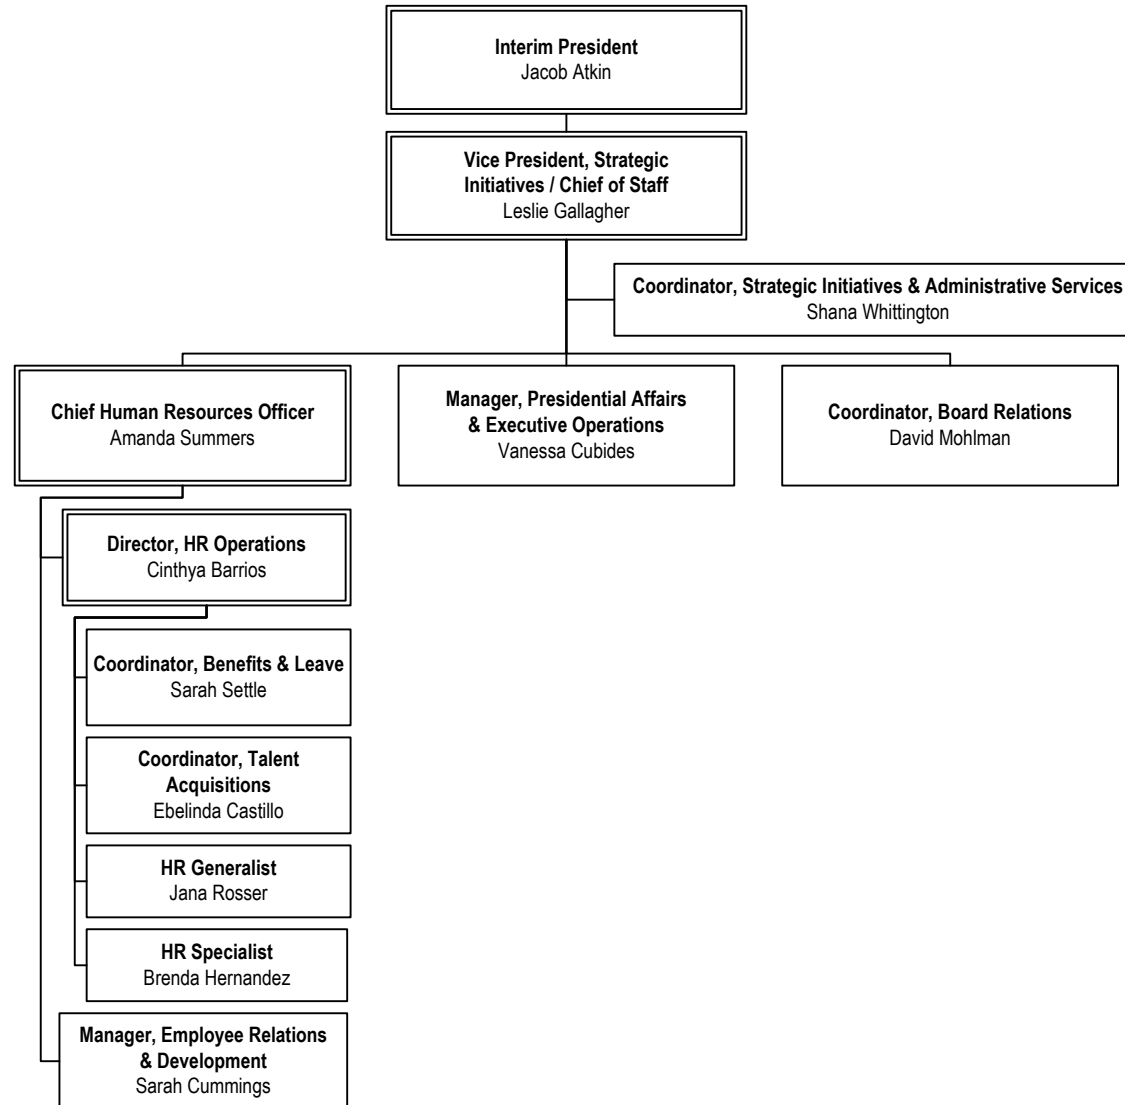 Interim President
Jacob Atkin
Vice President, Strategic
Initiatives / Chief of Staff
Leslie Gallagher
Coordinator, Strategic Initiatives & Administrative Services
Shana Whittington
Chief Human Resources Officer
Amanda Summers
Manager, Presidential Affairs
& Executive Operations
Vanessa Cubides
Coordinator, Board Relations
David Mohlman
Director, HR Operations
Cinthya Barrios
Coordinator, Benefits & Leave
Sarah Settle
Coordinator, Talent
Acquisitions
Ebelinda Castillo
HR Generalist
Jana Rosser
HR Specialist
Brenda Hernandez
Manager, Employee Relations
& Development
Sarah Cummings